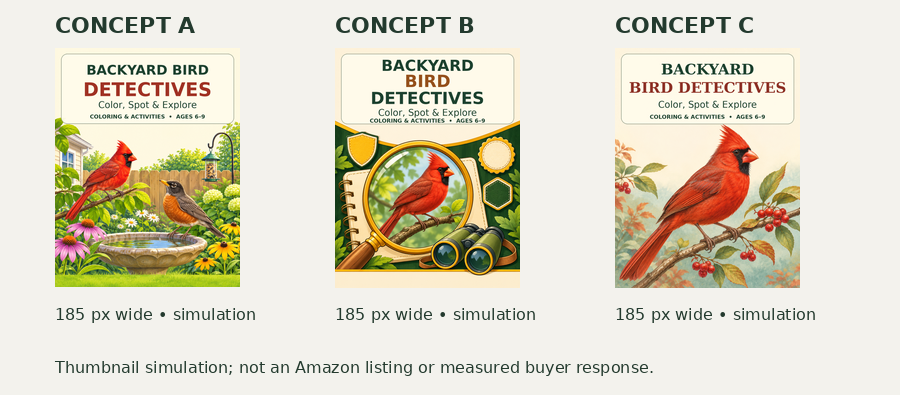 CONCEPT A
BACKYARD BIRD
DETECTIVES
Color, Spot & Explore
COLORING & ACTIVITIES • AGES 6–9
185 px wide • simulation
CONCEPT B
BACKYARD
BIRD
DETECTIVES
Color, Spot & Explore
COLORING & ACTIVITIES • AGES 6–9
185 px wide • simulation
CONCEPT C
BACKYARD
BIRD DETECTIVES
Color, Spot & Explore
COLORING & ACTIVITIES • AGES 6–9
185 px wide • simulation
Thumbnail simulation; not an Amazon listing or measured buyer response.